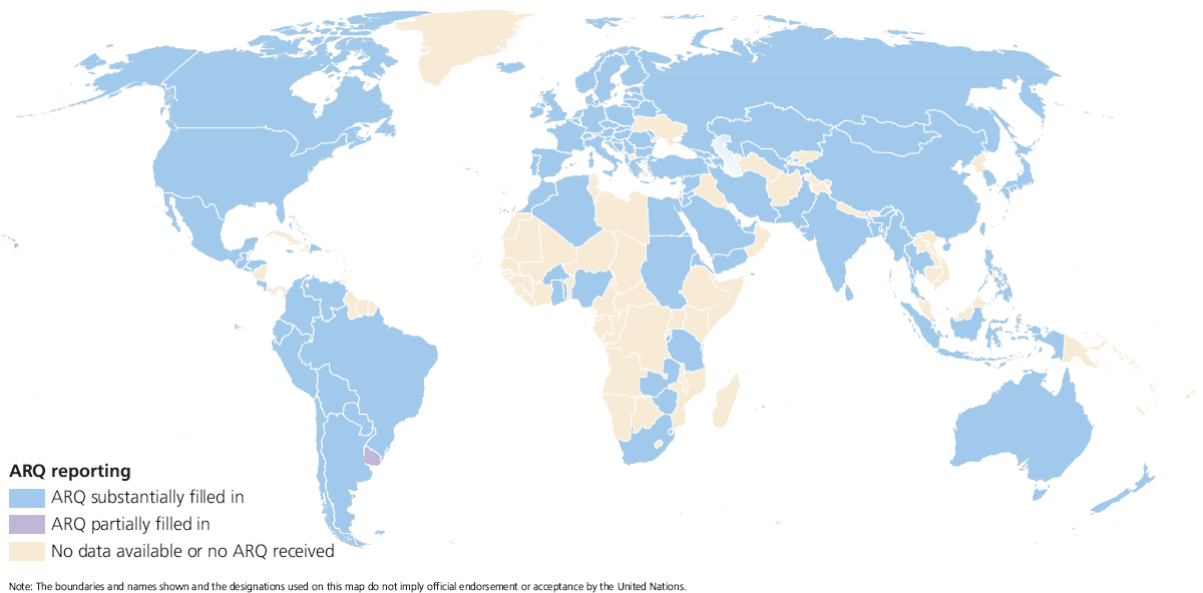 ARQ reporting
ARQ substantially filled in
ARQ partially filled in
No data available or no ARQ received
Note: The boundaries and names shown and the designations used on this map do not imply official endorsement or acceptance by the United Nations.